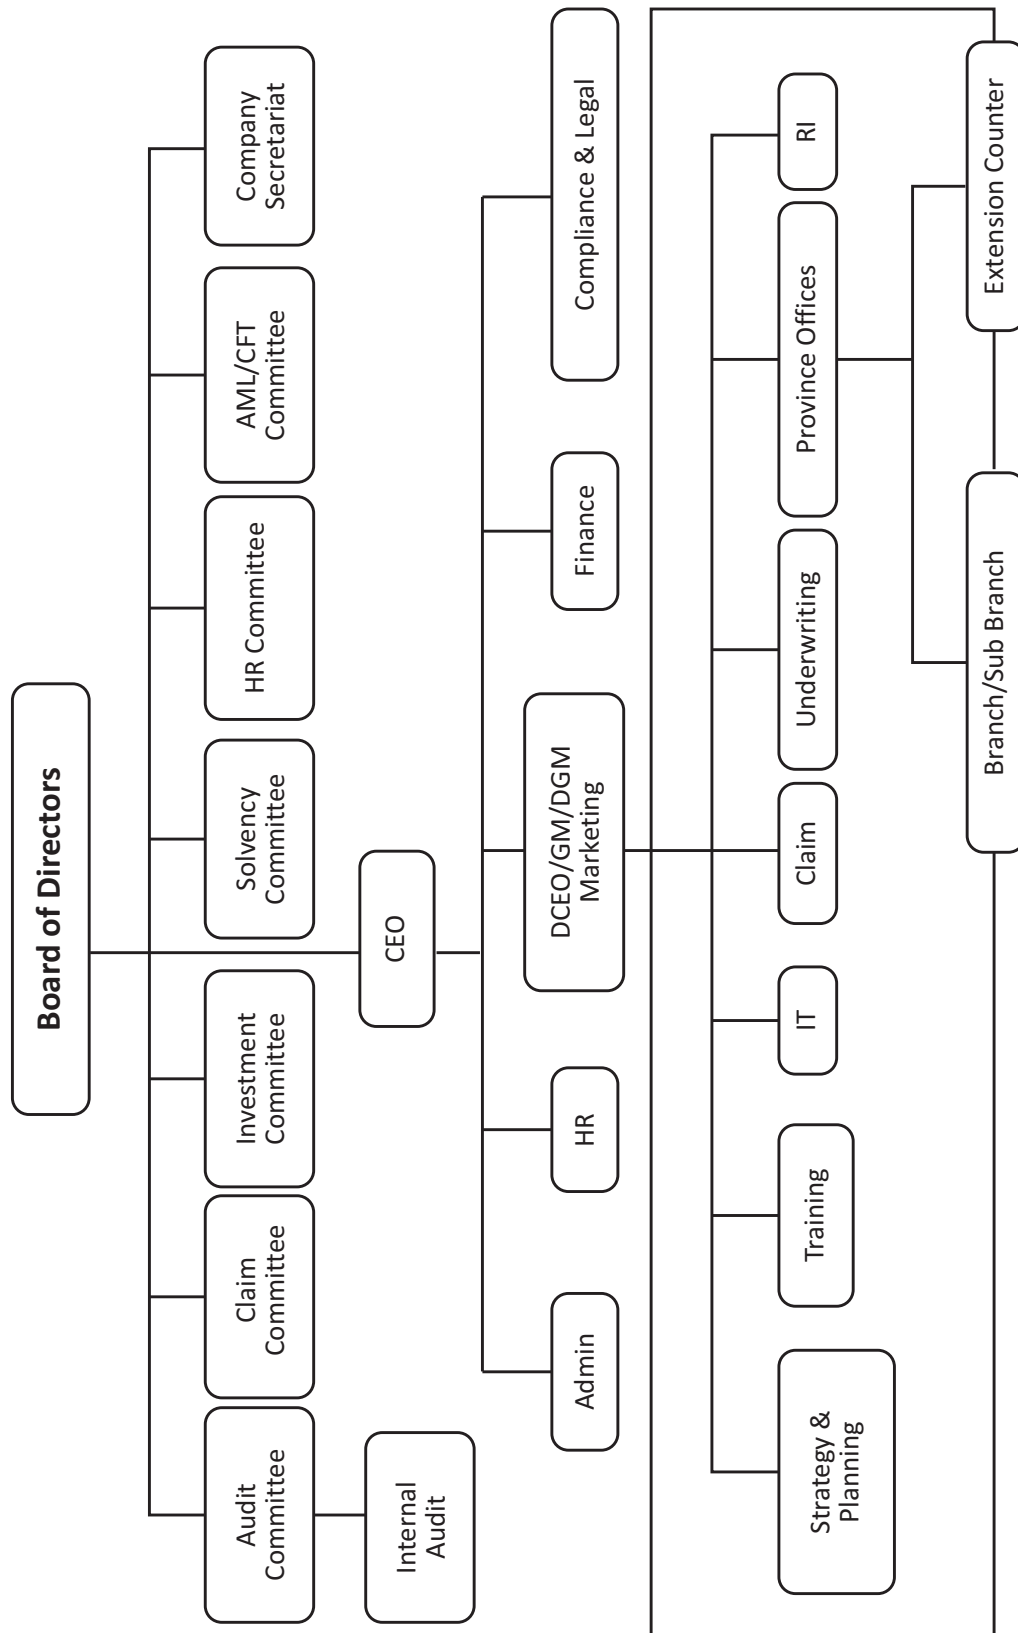 Board of Directors
Audit
Committee
Claim
Committee
Investment
Committee
Solvency
Committee
HR Committee
AML/CFT
Committee
Company
Secretariat
Internal
Audit
CEO
Admin
HR
DCEO/GM/DGM
Marketing
Finance
Compliance & Legal
Strategy &
Planning
Training
IT
Claim
Underwriting
Province Offices
RI
Branch/Sub Branch
Extension Counter